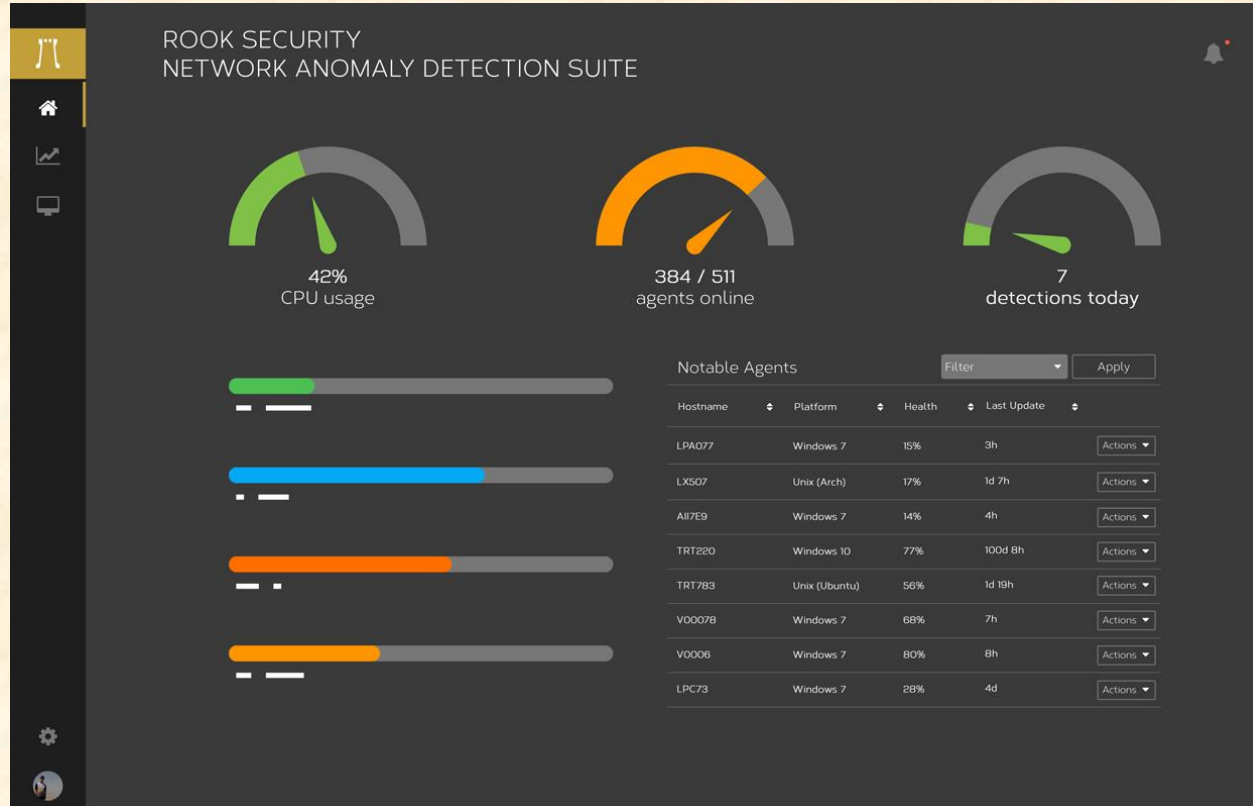 ROOK SECURITY
NETWORK ANOMALY DETECTION SUITE
42%
CPU usage
384 / 511
agents online
7
detections today
Notable Agents Filter Apply
Hostname Platform Health Last Update
LPA077 Windows 7 15% 3h Actions
LX507 Unix (Arch) 17% 1d 7h Actions
A117E9 Windows 7 14% 4h Actions
TRT220 Windows 10 77% 100d 8h Actions
TRT783 Unix (Ubuntu) 56% 1d 19h Actions
V00078 Windows 7 68% 7h Actions
V0006 Windows 7 80% 8h Actions
LPC73 Windows 7 28% 4d Actions